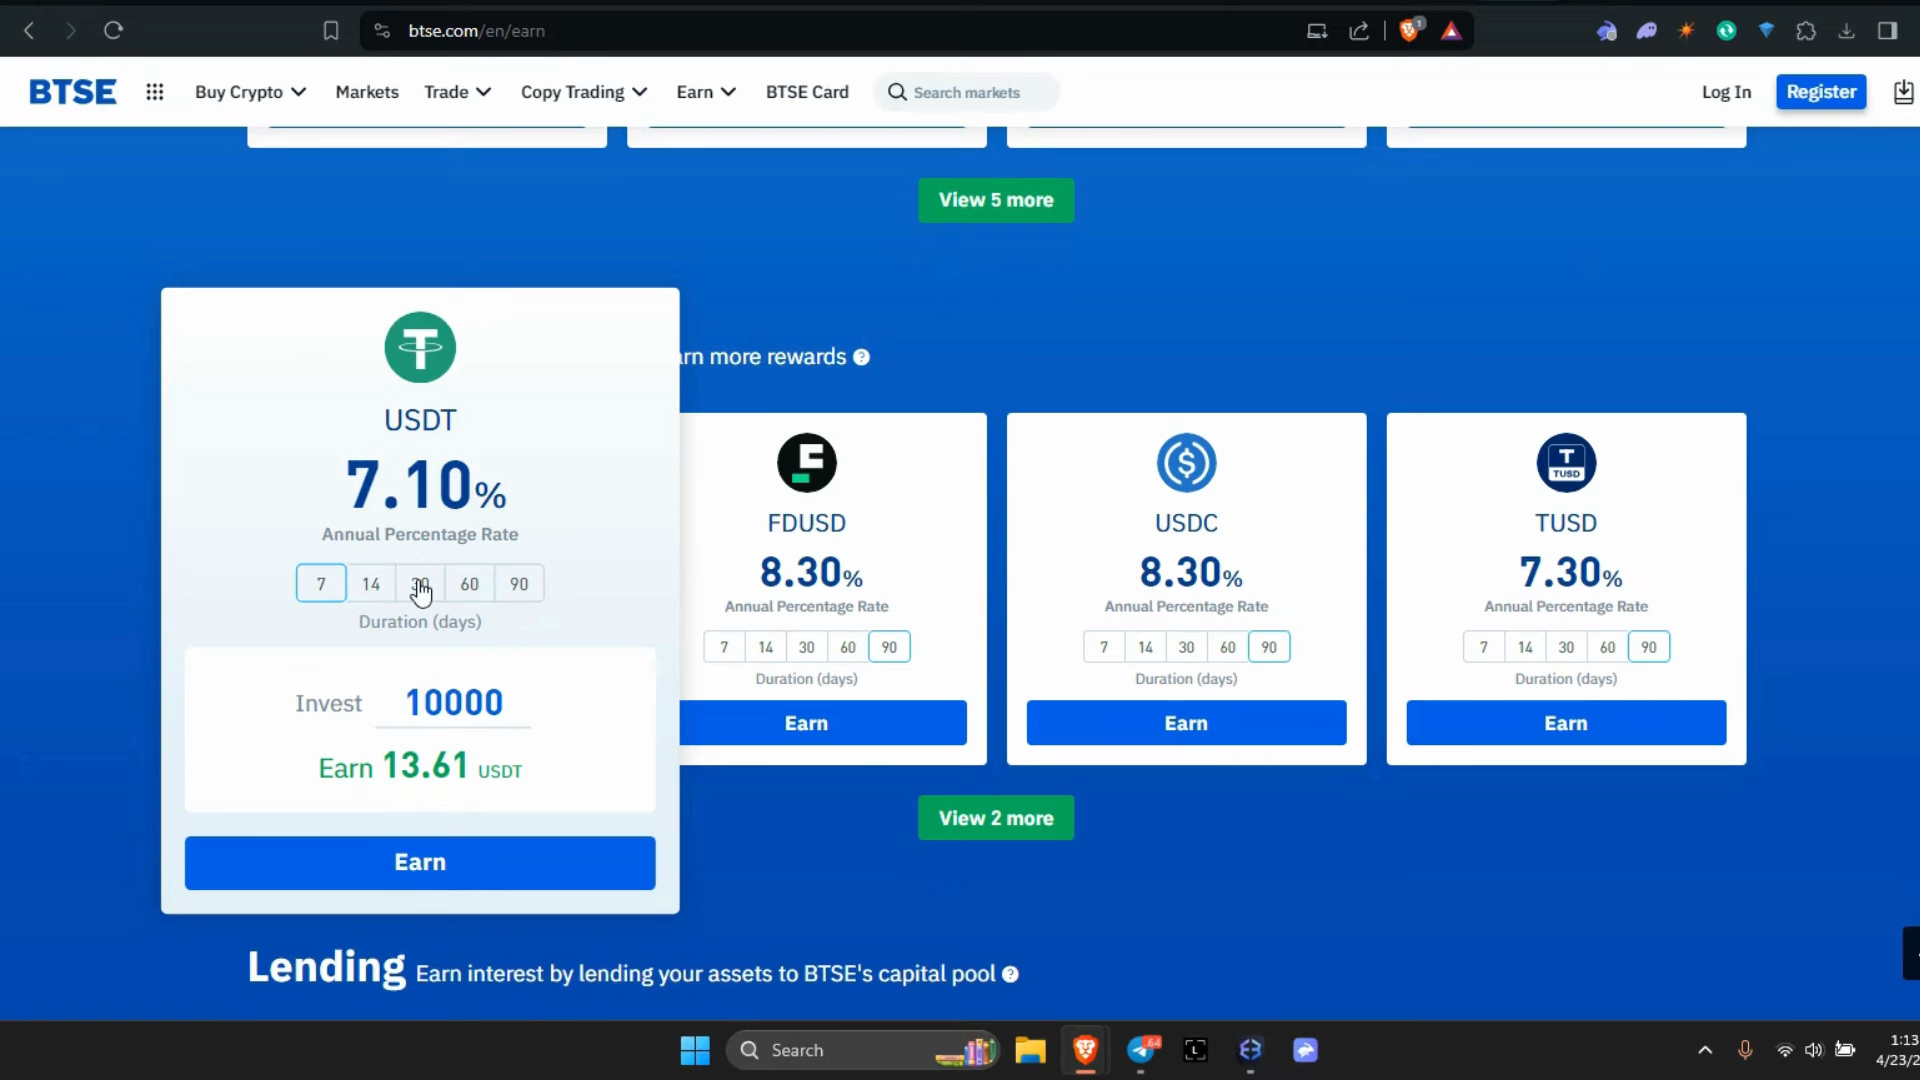 btse.com/en/earn
1
BTSE Buy Crypto Markets Trade Copy Trading Earn BTSE Card Search markets Log In Register
View 5 more
arn more rewards
USDT
7.10%
Annual Percentage Rate
7 14 30 60 90
Duration (days)
Invest 10000
Earn 13.61 USDT
Earn
FDUSD
8.30%
Annual Percentage Rate
7 14 30 60 90
Duration (days)
Earn
USDC
8.30%
Annual Percentage Rate
7 14 30 60 90
Duration (days)
Earn
T
TUSD
TUSD
7.30%
Annual Percentage Rate
7 14 30 60 90
Duration (days)
Earn
View 2 more
Lending Earn interest by lending your assets to BTSE's capital pool
Search
64
L
1:13
4/23/2